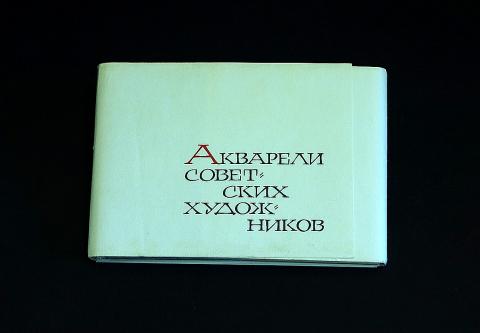 Акварели
совет-
ских
худож-
ников